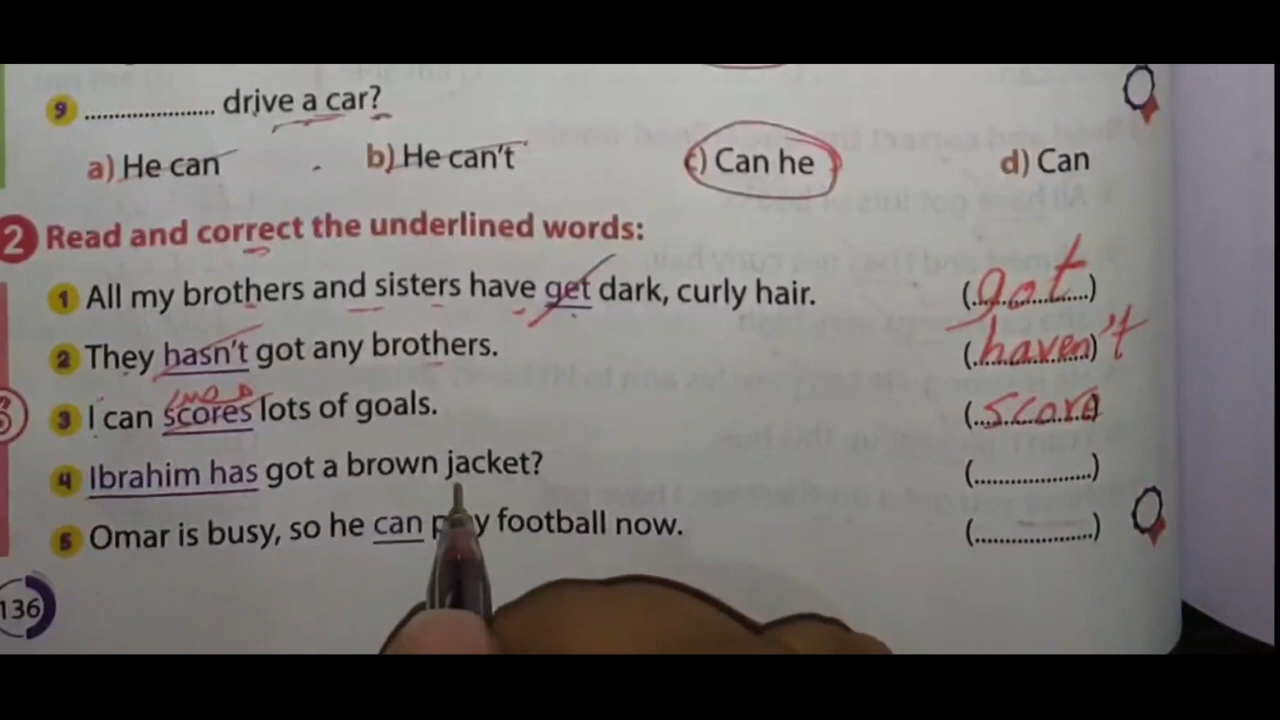 9 .................... drive a car?
a) He can b) He can't c) Can he d) Can
2 Read and correct the underlined words:
1 All my brothers and sisters have get dark, curly hair. (got)
2 They hasn't got any brothers. (haven't)
3 I can scores lots of goals. (score)
4 Ibrahim has got a brown jacket? (....................)
5 Omar is busy, so he can play football now. (....................)
136